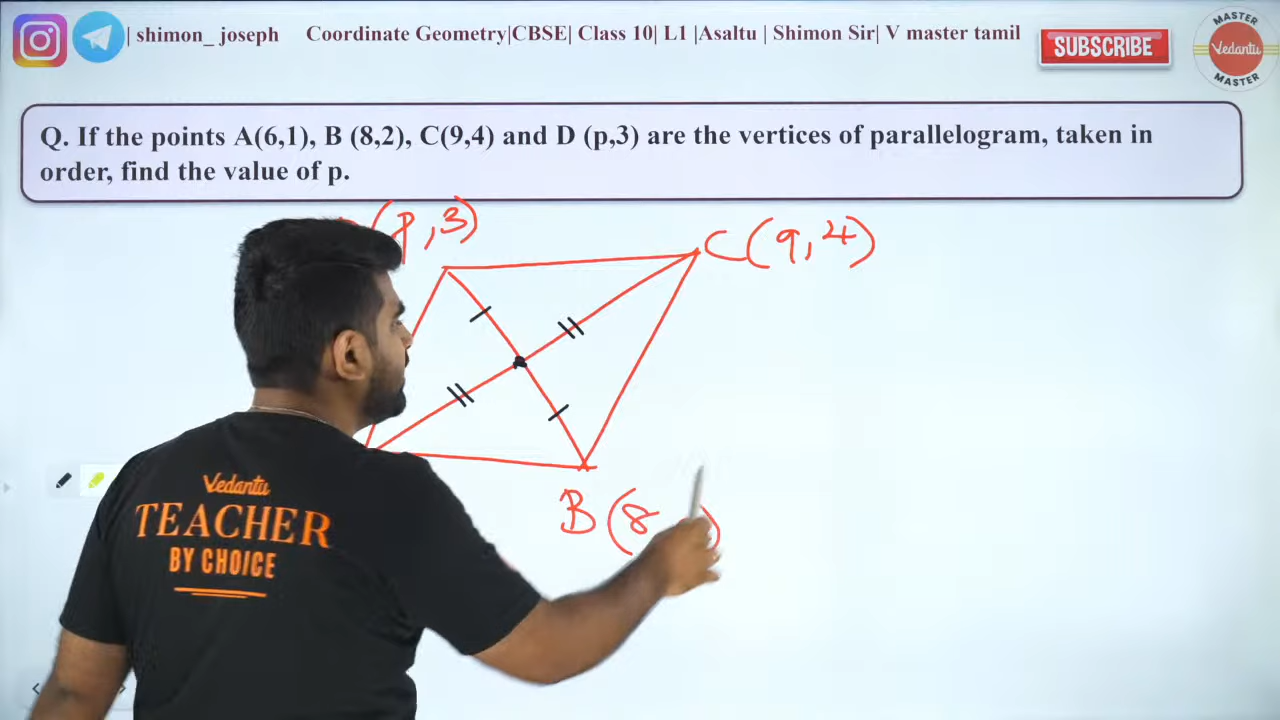 | shimon_ joseph
Coordinate Geometry|CBSE| Class 10| L1 |Asaltu | Shimon Sir| V master tamil
SUBSCRIBE
MASTER
Vedantu
MASTER
Q. If the points A(6,1), B (8,2), C(9,4) and D (p,3) are the vertices of parallelogram, taken in
order, find the value of p.
(p,3)
C(9,4)
B(8
Vedantu
TEACHER
BY CHOICE